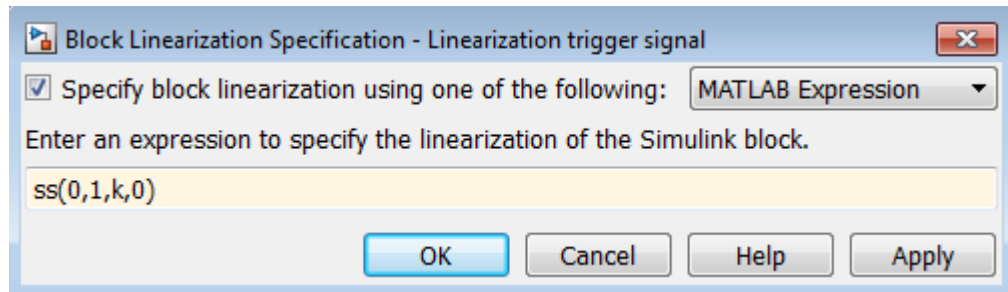 Block Linearization Specification - Linearization trigger signal
Specify block linearization using one of the following: MATLAB Expression
Enter an expression to specify the linearization of the Simulink block.
ss(0,1,k,0)
OK Cancel Help Apply